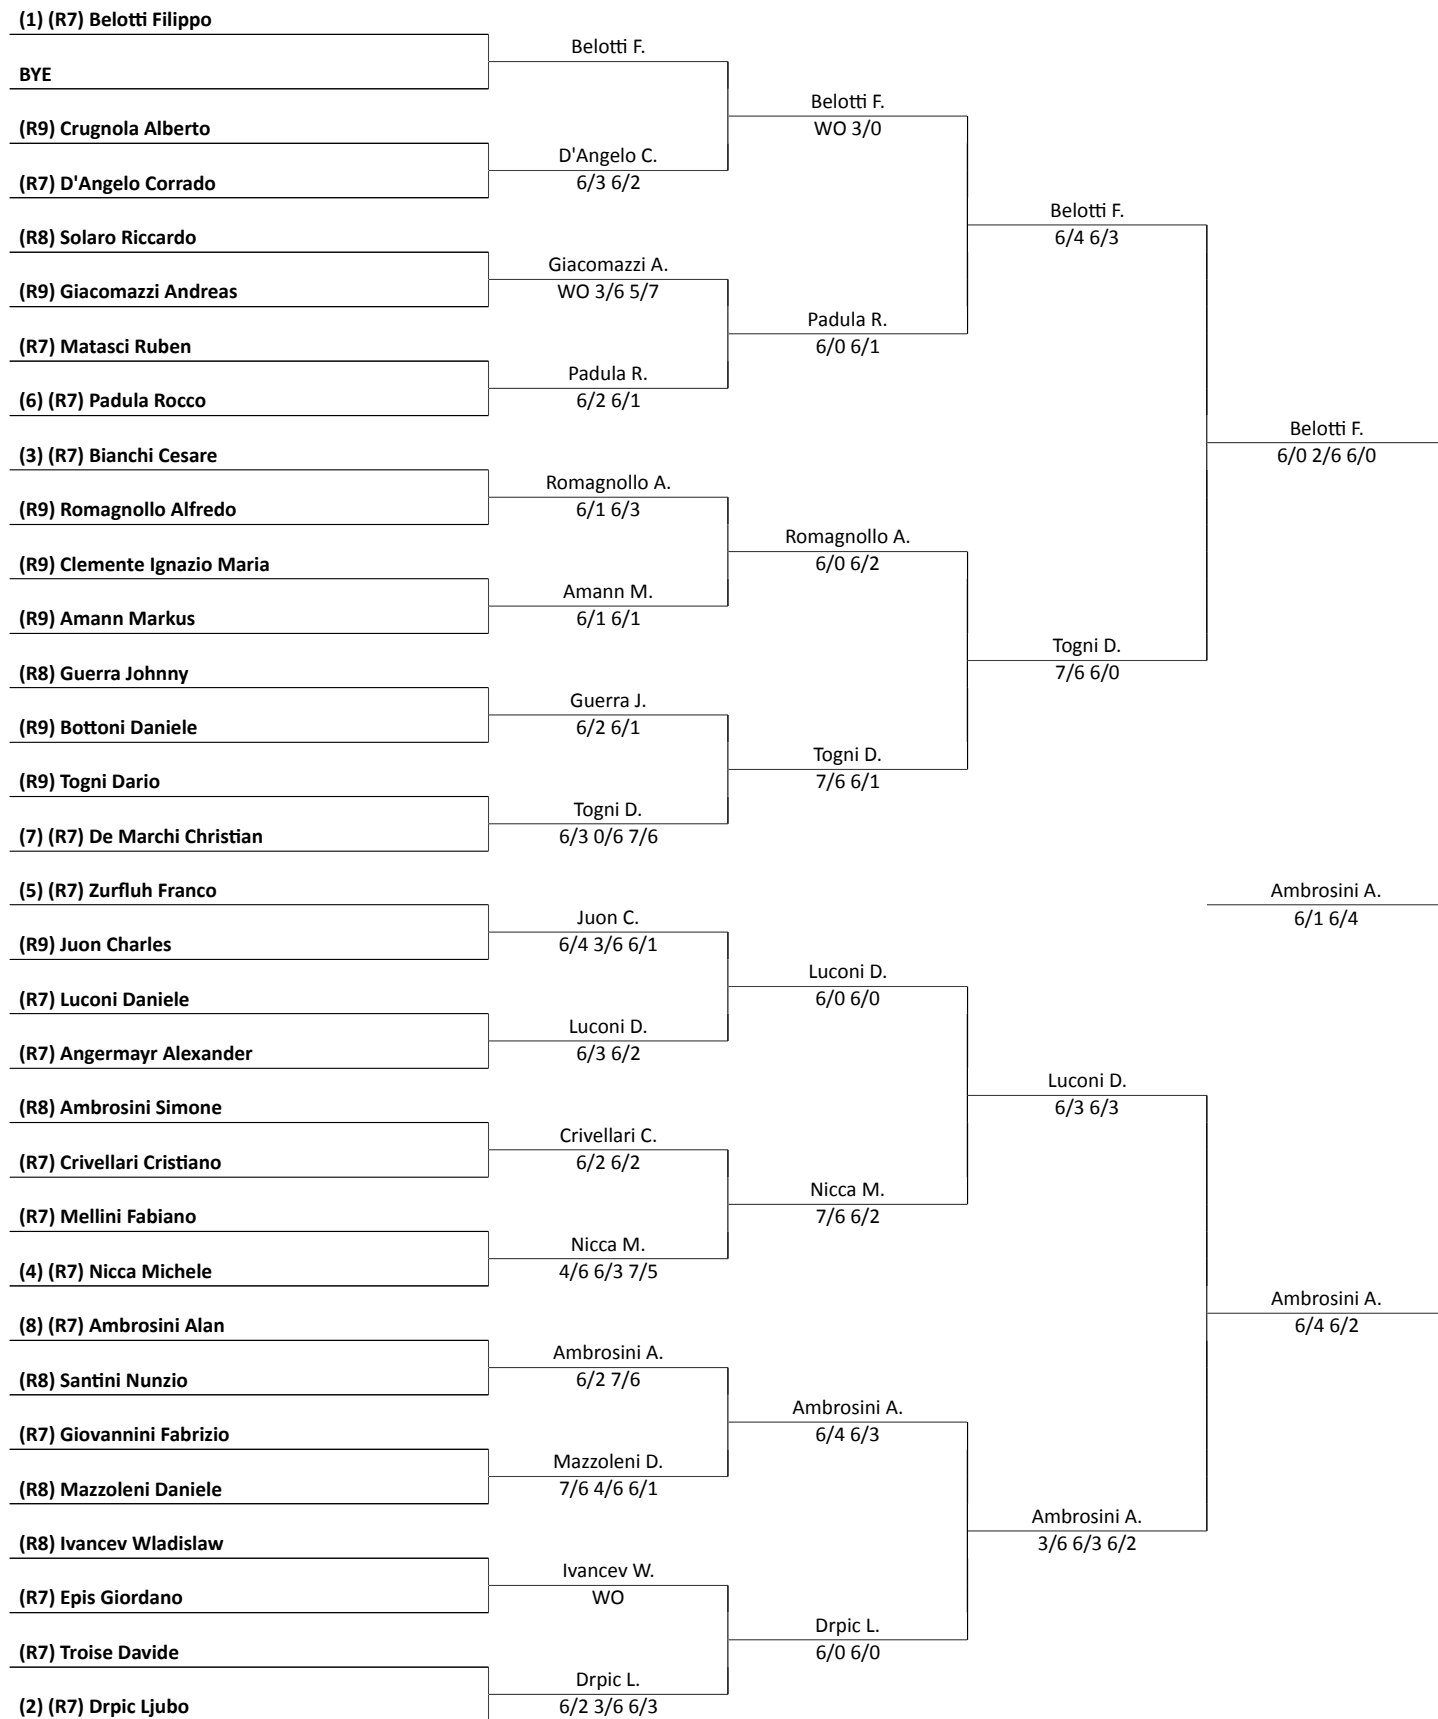 (1) (R7) Belotti Filippo
Belotti F.
BYE
Belotti F.
WO 3/0
(R9) Crugnola Alberto
D'Angelo C.
6/3 6/2
(R7) D'Angelo Corrado
Belotti F.
6/4 6/3
(R8) Solaro Riccardo
Giacomazzi A.
WO 3/6 5/7
(R9) Giacomazzi Andreas
Padula R.
6/0 6/1
(R7) Matasci Ruben
Padula R.
6/2 6/1
(6) (R7) Padula Rocco
Belotti F.
6/0 2/6 6/0
(3) (R7) Bianchi Cesare
Romagnollo A.
6/1 6/3
(R9) Romagnollo Alfredo
Romagnollo A.
6/0 6/2
(R9) Clemente Ignazio Maria
Amann M.
6/1 6/1
(R9) Amann Markus
Togni D.
7/6 6/0
(R8) Guerra Johnny
Guerra J.
6/2 6/1
(R9) Bottoni Daniele
Togni D.
7/6 6/1
(R9) Togni Dario
Togni D.
6/3 0/6 7/6
(7) (R7) De Marchi Christian
(5) (R7) Zurfluh Franco
Ambrosini A.
6/1 6/4
Juon C.
6/4 3/6 6/1
(R9) Juon Charles
Luconi D.
6/0 6/0
(R7) Luconi Daniele
Luconi D.
6/3 6/2
(R7) Angermayr Alexander
Luconi D.
6/3 6/3
(R8) Ambrosini Simone
Crivellari C.
6/2 6/2
(R7) Crivellari Cristiano
Nicca M.
7/6 6/2
(R7) Mellini Fabiano
Nicca M.
4/6 6/3 7/5
(4) (R7) Nicca Michele
Ambrosini A.
6/4 6/2
(8) (R7) Ambrosini Alan
Ambrosini A.
6/2 7/6
(R8) Santini Nunzio
Ambrosini A.
6/4 6/3
(R7) Giovannini Fabrizio
Mazzoleni D.
7/6 4/6 6/1
(R8) Mazzoleni Daniele
Ambrosini A.
3/6 6/3 6/2
(R8) Ivancev Wladislaw
Ivancev W.
WO
(R7) Epis Giordano
Drpic L.
6/0 6/0
(R7) Troise Davide
Drpic L.
6/2 3/6 6/3
(2) (R7) Drpic Ljubo